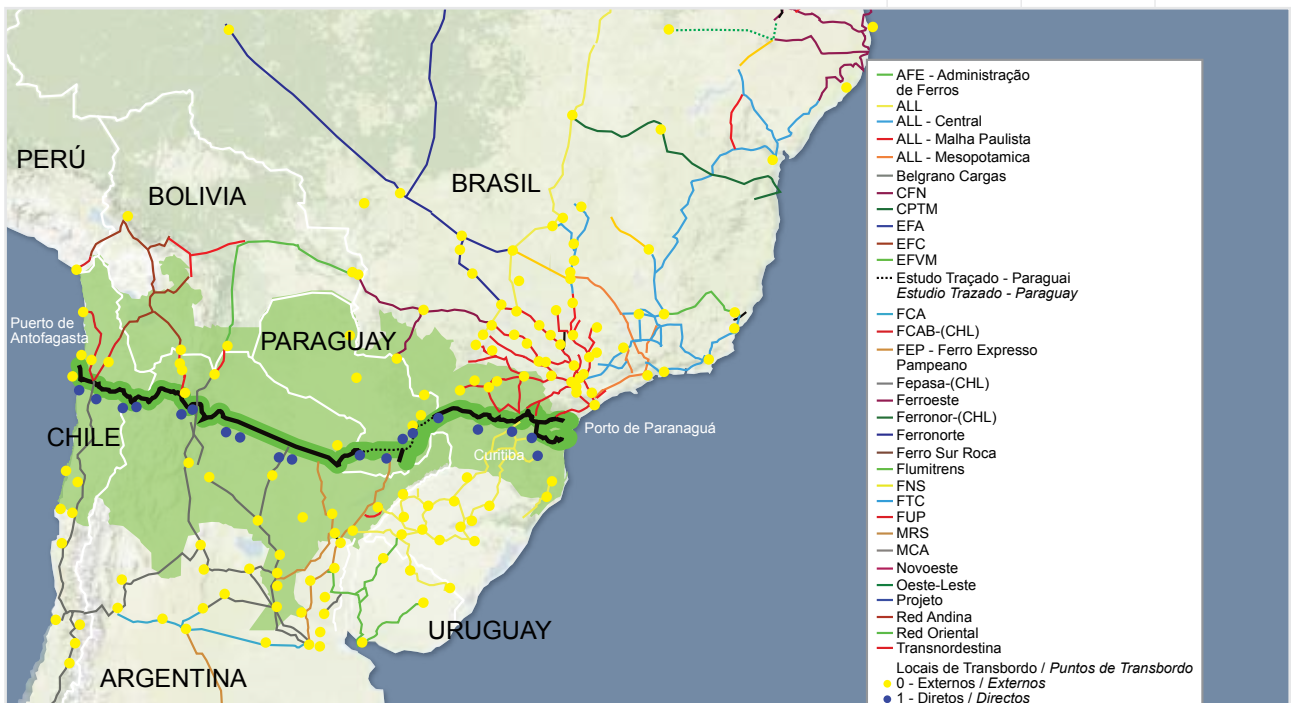 PERÚ
BOLIVIA
BRASIL
Puerto de
Antofagasta
PARAGUAY
CHILE
Porto de Paranaguá
Curitiba
URUGUAY
ARGENTINA
AFE - Administração
de Ferros
ALL
ALL - Central
ALL - Malha Paulista
ALL - Mesopotamica
Belgrano Cargas
CFN
CPTM
EFA
EFC
EFVM
Estudo Traçado - Paraguai
Estudio Trazado - Paraguay
FCA
FCAB-(CHL)
FEP - Ferro Expresso
Pampeano
Fepasa-(CHL)
Ferroeste
Ferronor-(CHL)
Ferronorte
Ferro Sur Roca
Flumitrens
FNS
FTC
FUP
MRS
MCA
Novoeste
Oeste-Leste
Projeto
Red Andina
Red Oriental
Transnordestina
Locais de Transbordo / Puntos de Transbordo
0 - Externos / Externos
1 - Diretos / Directos